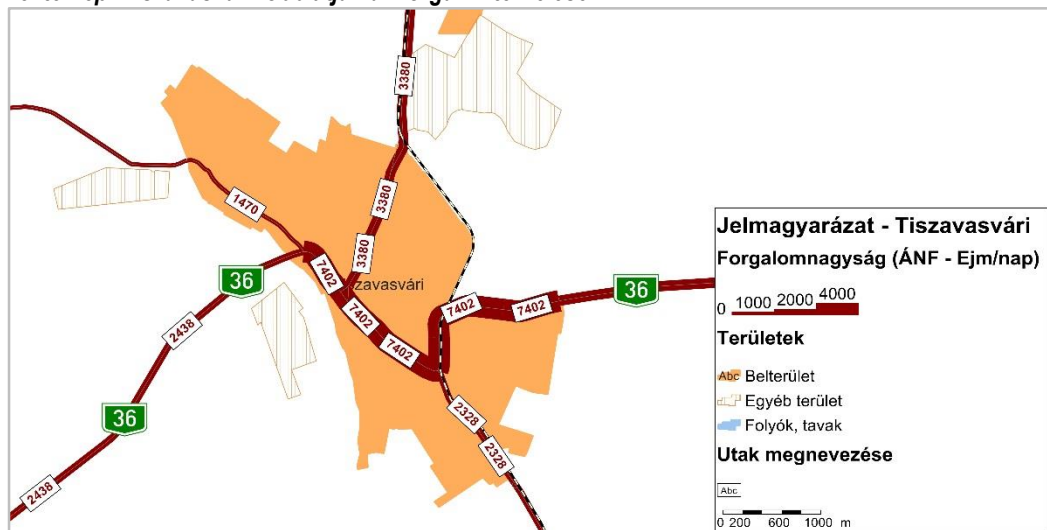 3380
3380
3380
1470
7402
zavasvári
7402
7402
7402
7402
36
36
36
2438
2438
2328
2328
Jelmagyarázat - Tiszavasvári
Forgalomnagyság (ÁNF - Ejm/nap)
0 1000 2000 4000
Területek
Abc Belterület
Egyéb terület
Folyók, tavak
Utak megnevezése
Abc
0 200 600 1000 m